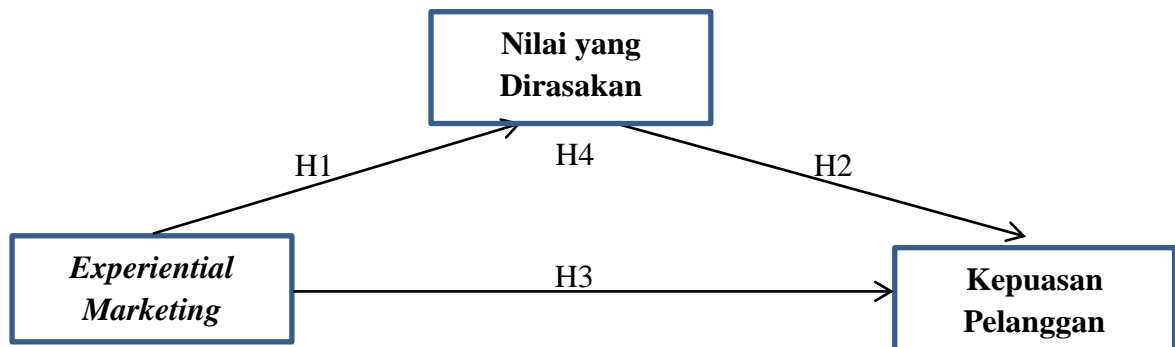 Nilai yang
Dirasakan
H1
H4
H2
Experiential
Marketing
H3
Kepuasan
Pelanggan